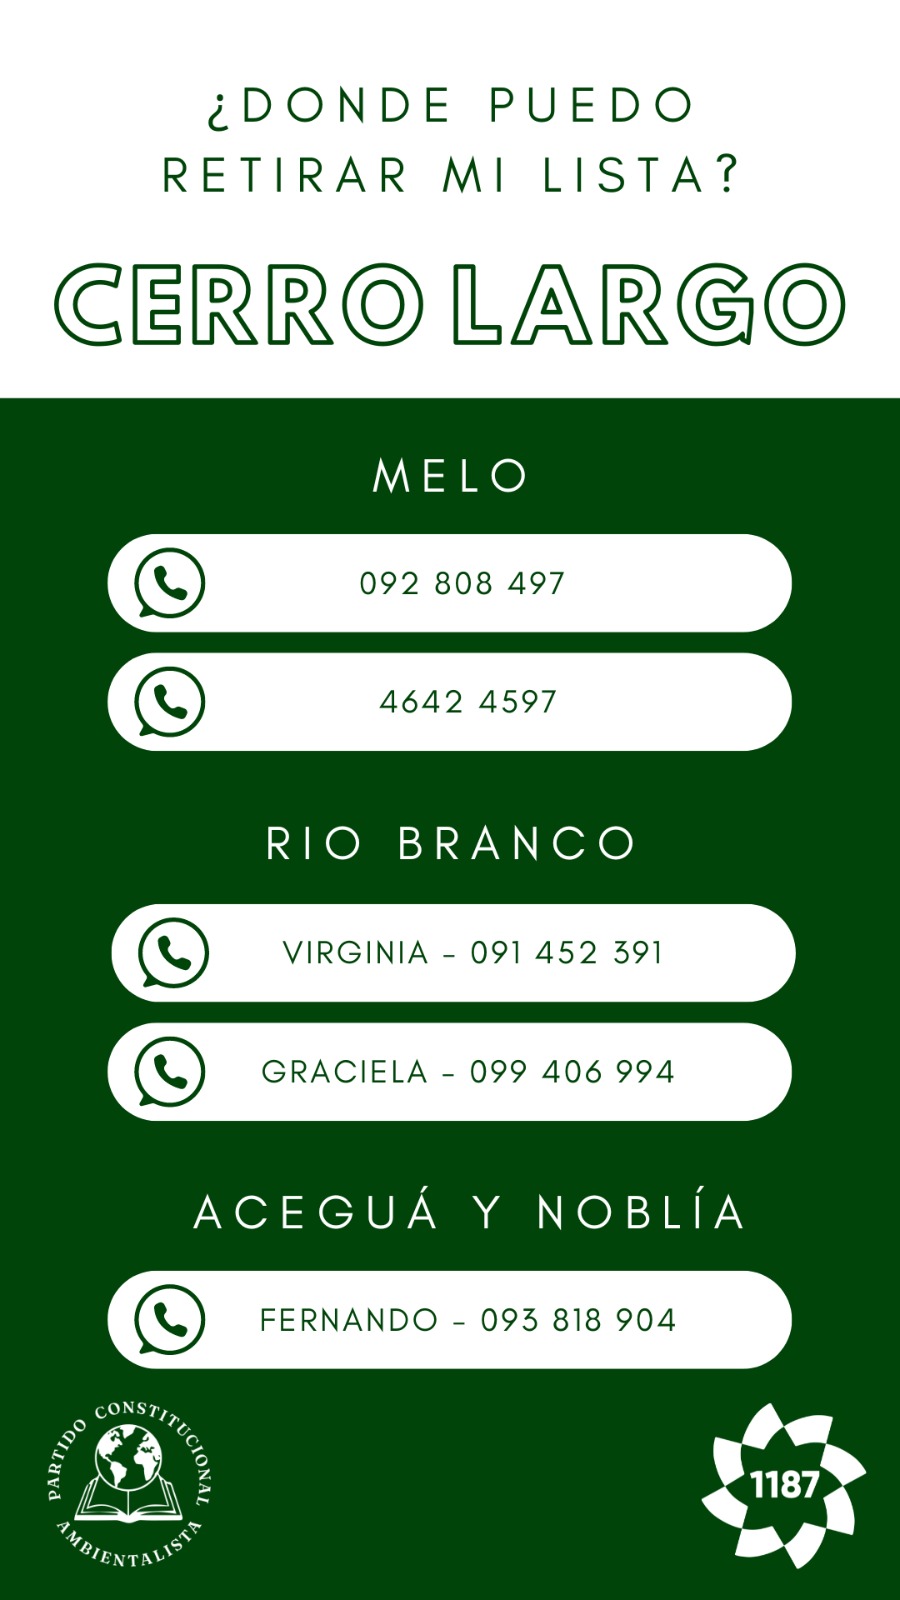 ¿DONDE PUEDO
RETIRAR MI LISTA?
CERRO LARGO
MELO
092 808 497
4642 4597
RIO BRANCO
VIRGINIA - 091 452 391
GRACIELA - 099 406 994
ACEGUÁ Y NOBLÍA
FERNANDO - 093 818 904
PARTIDO CONSTITUCIONAL
AMBIENTALISTA
1187